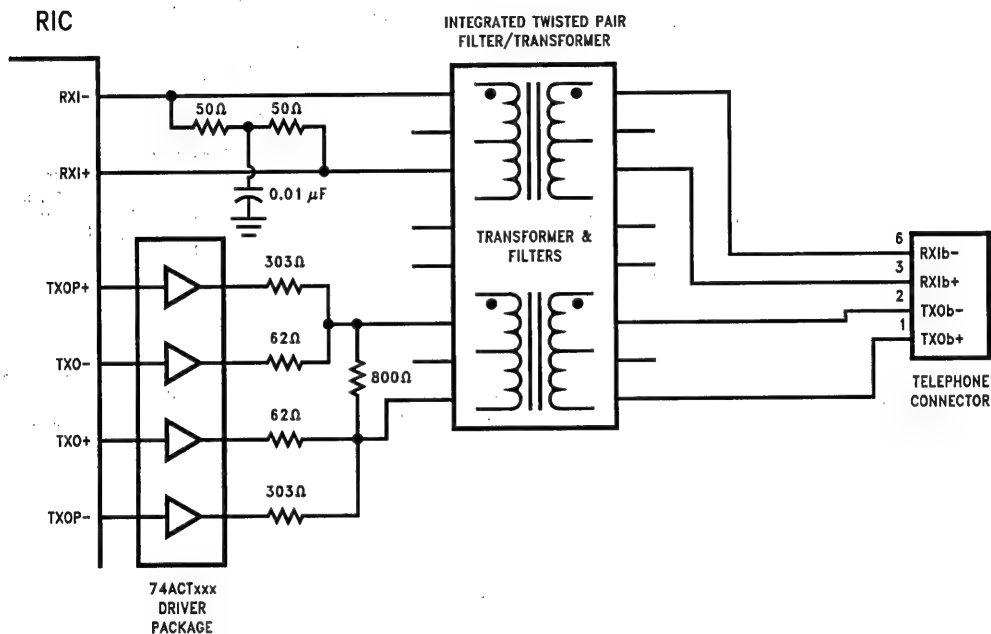 RIC
INTEGRATED TWISTED PAIR
FILTER/TRANSFORMER
RXI-
50Ω
50Ω
RXI+
0.01 μF
TRANSFORMER &
FILTERS
303Ω
TXOP+
62Ω
TXO-
800Ω
62Ω
TXO+
303Ω
TXOP-
6
RXIb-
3
RXIb+
2
TXOb-
1
TXOb+
TELEPHONE
CONNECTOR
74ACTxxx
DRIVER
PACKAGE